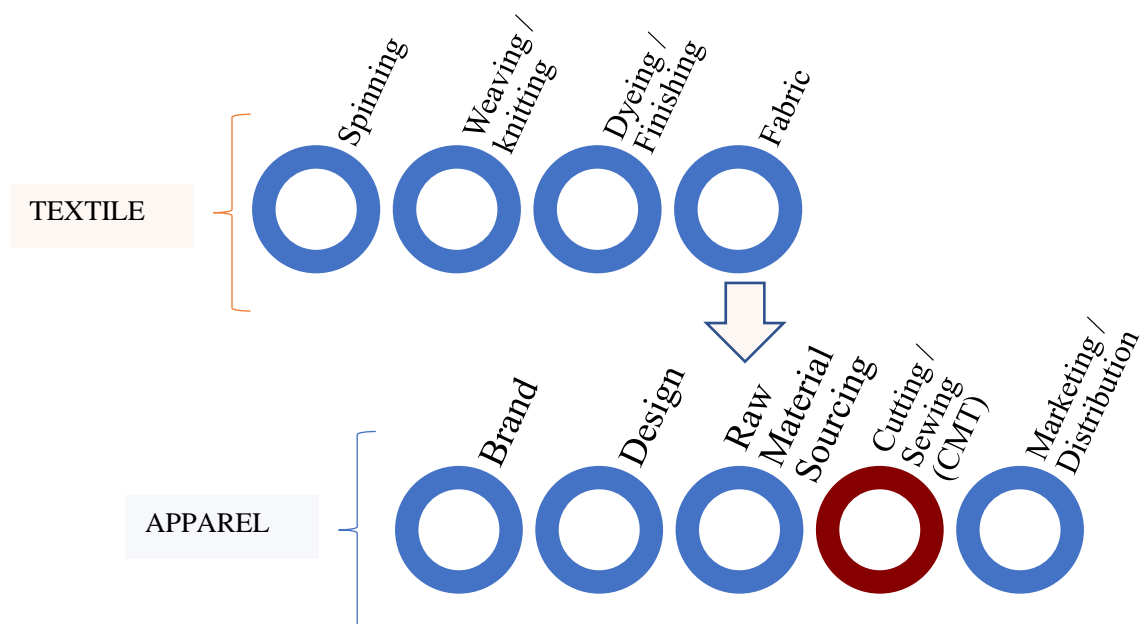 Spinning
Weaving /
knitting
Dyeing /
Finishing
Fabric
TEXTILE
Brand
Design
Raw
Material
Sourcing
Cutting /
Sewing
(CMT)
Marketing /
Distribution
APPAREL